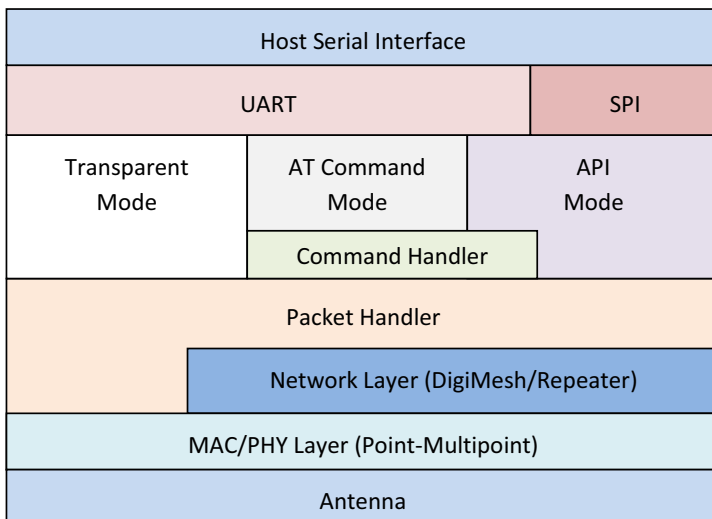 Host Serial Interface
UART
SPI
Transparent
Mode
AT Command
Mode
API
Mode
Command Handler
Packet Handler
Network Layer (DigiMesh/Repeater)
MAC/PHY Layer (Point-Multipoint)
Antenna